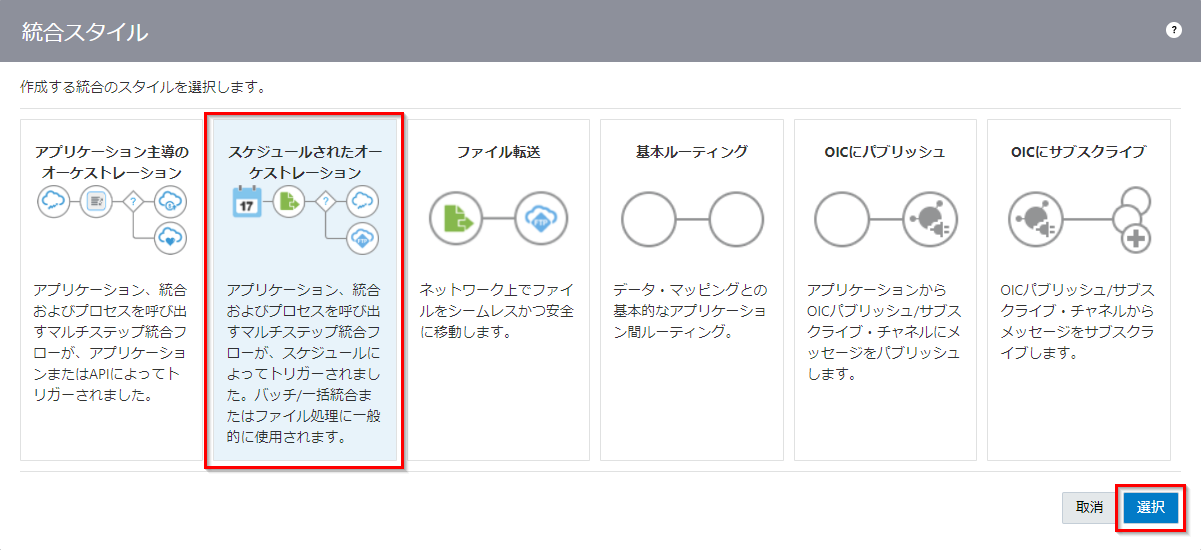 統合スタイル
?
作成する統合のスタイルを選択します。
アプリケーション主導の
オーケストレーション
?
アプリケーション、統合
およびプロセスを呼び出
すマルチステップ統合フ
ローが、アプリケーショ
ンまたはAPIによってト
リガーされました。
スケジュールされたオー
ケストレーション
17
?
FTP
アプリケーション、統合
およびプロセスを呼び出
すマルチステップ統合フ
ローが、スケジュールに
よってトリガーされまし
た。バッチ/一括統合ま
たはファイル処理に一般
的に使用されます。
ファイル転送
FTP
ネットワーク上でファイ
ルをシームレスかつ安全
に移動します。
基本ルーティング
データ・マッピングとの
基本的なアプリケーショ
ン間ルーティング。
OICにパブリッシュ
アプリケーションから
OICパブリッシュ/サブス
クライブ・チャネルにメ
ッセージをパブリッシュ
します。
OICにサブスクライブ
OICパブリッシュ/サブス
クライブ・チャネルから
メッセージをサブスクラ
イブします。
取消
選択